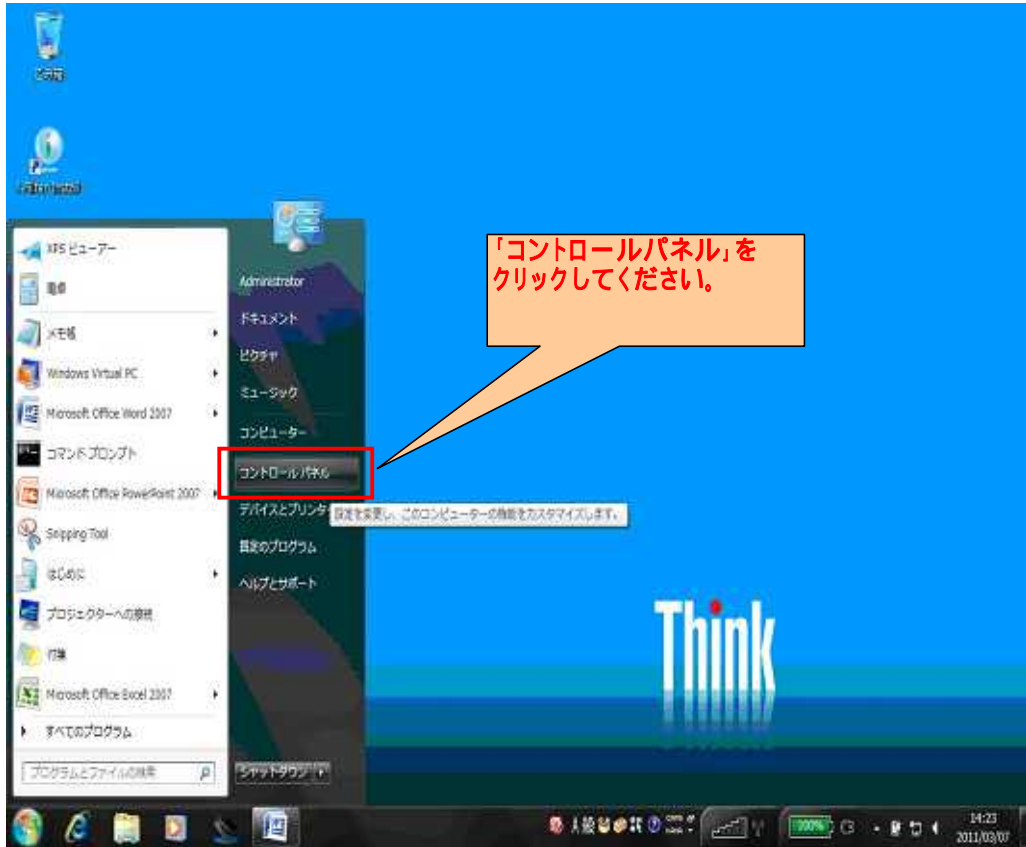 ごみ箱
XPS ビューアー
電卓
メモ帳
Windows Virtual PC
Microsoft Office Word 2007
コマンド プロンプト
Microsoft Office PowerPoint 2007
Snipping Tool
はじめに
プロジェクターへの接続
付箋
Microsoft Office Excel 2007
すべてのプログラム
プログラムとファイルの検索
Administrator
ドキュメント
ピクチャ
ミュージック
コンピューター
コントロール パネル
デバイスとプリンター
既定のプログラム
ヘルプとサポート
シャットダウン
「コントロールパネル」を
クリックしてください。
設定を変更し、このコンピューターの機能をカスタマイズします。
Think
A 般
100%
14:23
2011/03/07